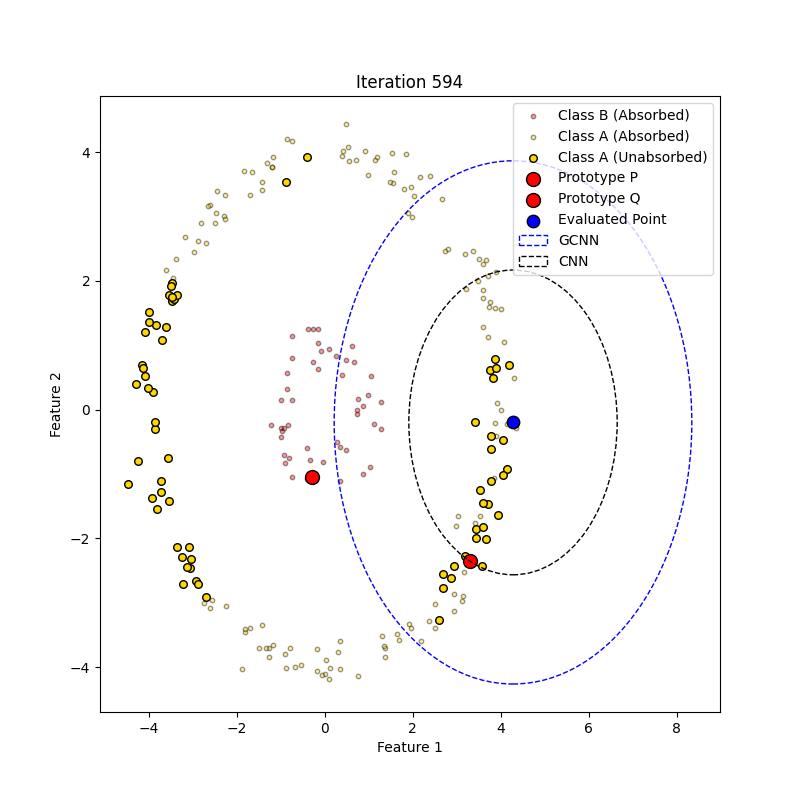 Iteration 594
Class B (Absorbed)
Class A (Absorbed)
Class A (Unabsorbed)
Prototype P
Prototype Q
Evaluated Point
GCNN
CNN
Feature 2
4
2
0
−2
−4
−4
−2
0
2
4
6
8
Feature 1